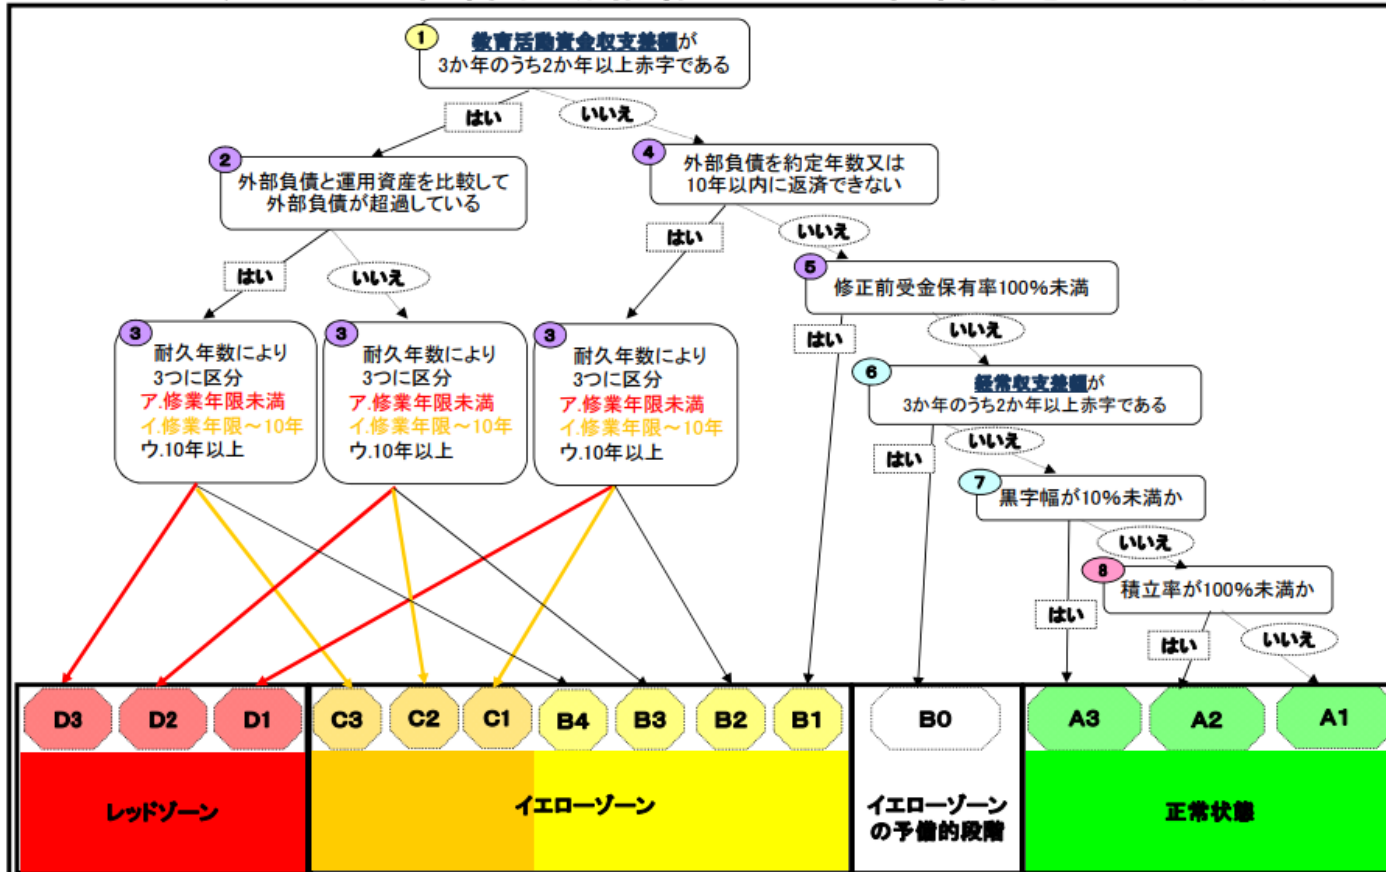 1
教育活動資金収支差額が
3か年のうち2か年以上赤字である
はい
いいえ
2
外部負債と運用資産を比較して
外部負債が超過している
4
外部負債を約定年数又は
10年以内に返済できない
はい
いいえ
はい
いいえ
5
修正前受金保有率100%未満
3
耐久年数により
3つに区分
ア.修業年限未満
イ.修業年限～10年
ウ.10年以上
3
耐久年数により
3つに区分
ア.修業年限未満
イ.修業年限～10年
ウ.10年以上
3
耐久年数により
3つに区分
ア.修業年限未満
イ.修業年限～10年
ウ.10年以上
はい
いいえ
6
経常収支差額が
3か年のうち2か年以上赤字である
はい
いいえ
7
黒字幅が10%未満か
はい
いいえ
8
積立率が100%未満か
はい
いいえ
D3
D2
D1
C3
C2
C1
B4
B3
B2
B1
B0
A3
A2
A1
レッドゾーン
イエローゾーン
イエローゾーン
の予備的段階
正常状態